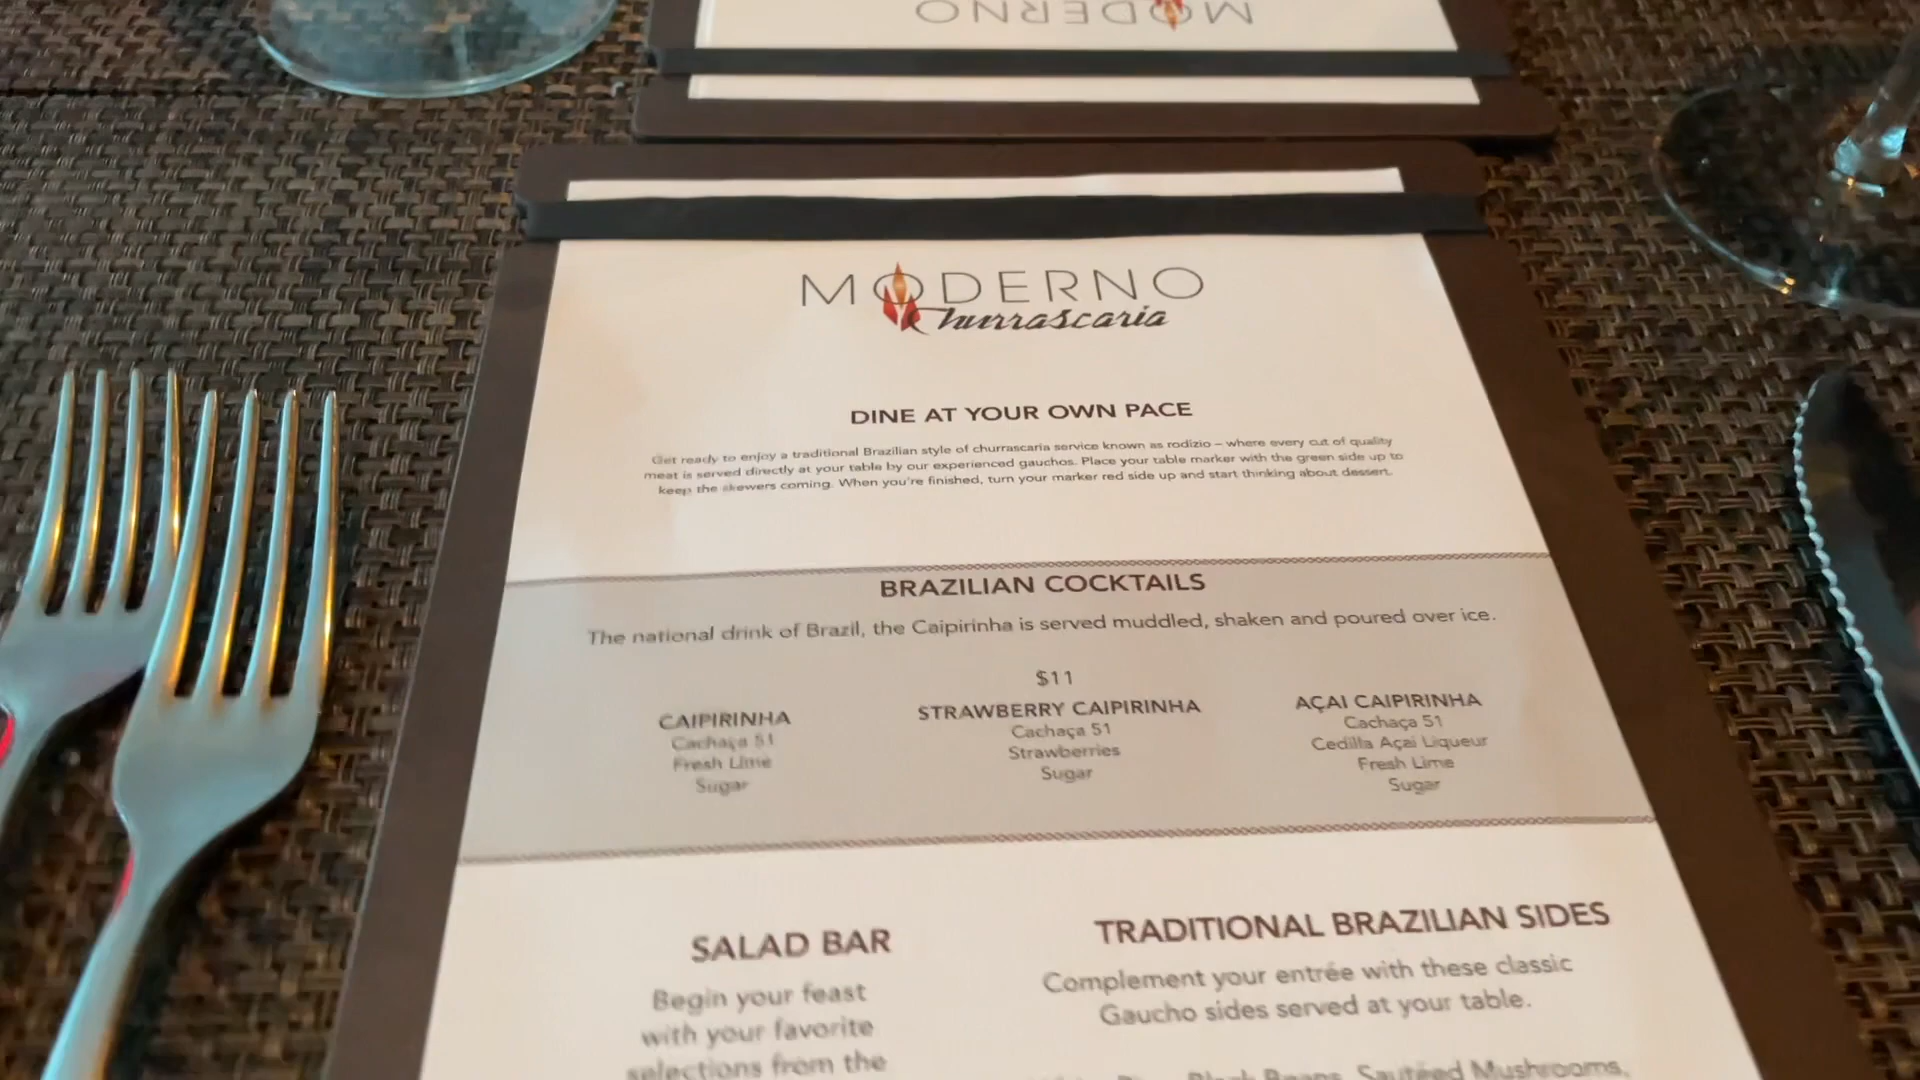 MODERNO
MODERNO
Churrascaria
DINE AT YOUR OWN PACE
Get ready to enjoy a traditional Brazilian style of churrascaria service known as rodizio – where every cut of quality
meat is served directly at your table by our experienced gauchos. Place your table marker with the green side up to
keep the skewers coming. When you're finished, turn your marker red side up and start thinking about dessert.
BRAZILIAN COCKTAILS
The national drink of Brazil, the Caipirinha is served muddled, shaken and poured over ice.
$11
CAIPIRINHA
Cachaça 51
Fresh Lime
Sugar
STRAWBERRY CAIPIRINHA
Cachaça 51
Strawberries
Sugar
AÇAI CAIPIRINHA
Cachaça 51
Cedilla Açai Liqueur
Fresh Lime
Sugar
SALAD BAR
Begin your feast
with your favorite
selections from the
TRADITIONAL BRAZILIAN SIDES
Complement your entrée with these classic
Gaucho sides served at your table.
Black Beans, Sautéed Mushrooms,